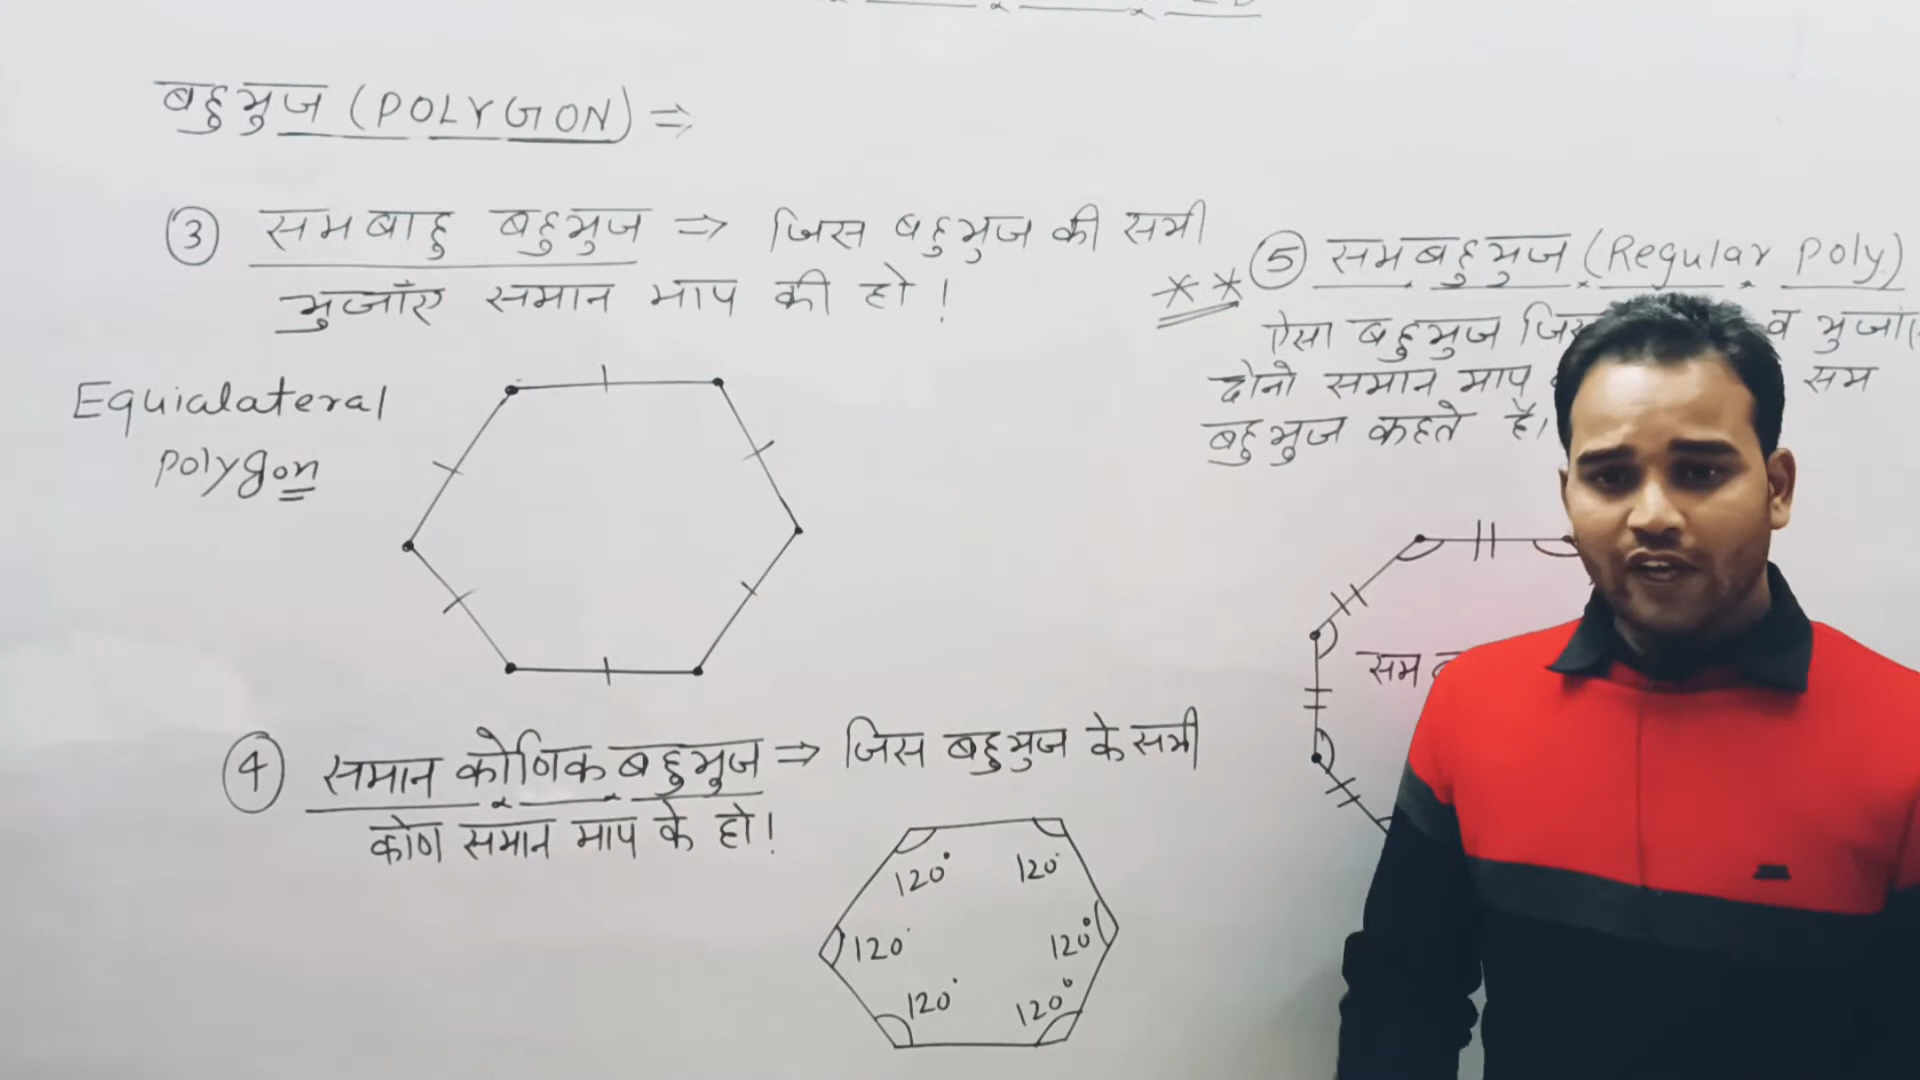 बहुभुज (POLYGON) ⇒
③ समबाहु बहुभुज ⇒ जिस बहुभुज की सभी
भुजाँए समान माप की हो !
Equialateral
polygon
④ समान कोणिक बहुभुज ⇒ जिस बहुभुज के सभी
कोण समान माप के हो !
120°
120°
120°
120°
120°
120°
** ⑤ समबहुभुज (Regular poly)
ऐसा बहुभुज व
दोनो समान माप सम
बहुभुज कहते है।
सम